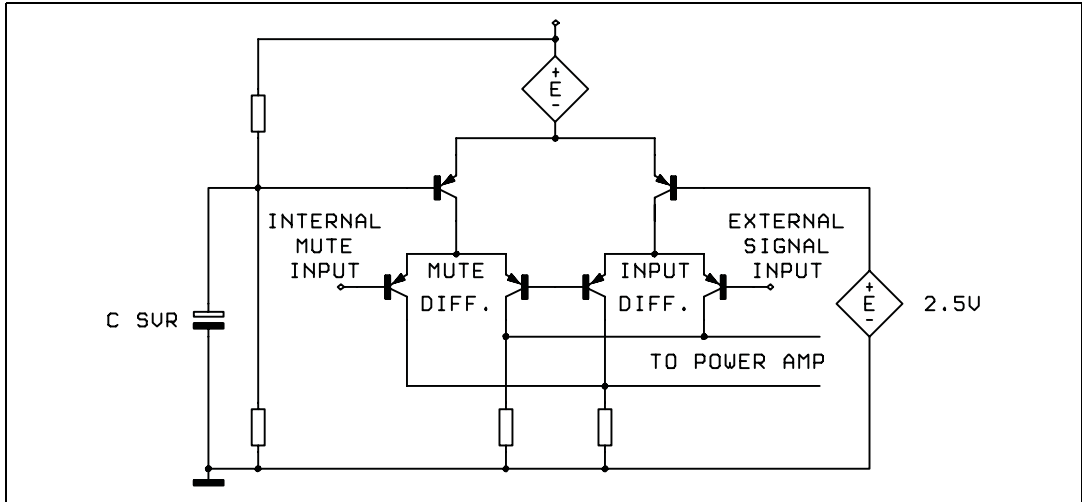 +
E
-
INTERNAL
MUTE
INPUT
MUTE
DIFF.
INPUT
DIFF.
EXTERNAL
SIGNAL
INPUT
+
E
-
2.5V
C SVR
TO POWER AMP